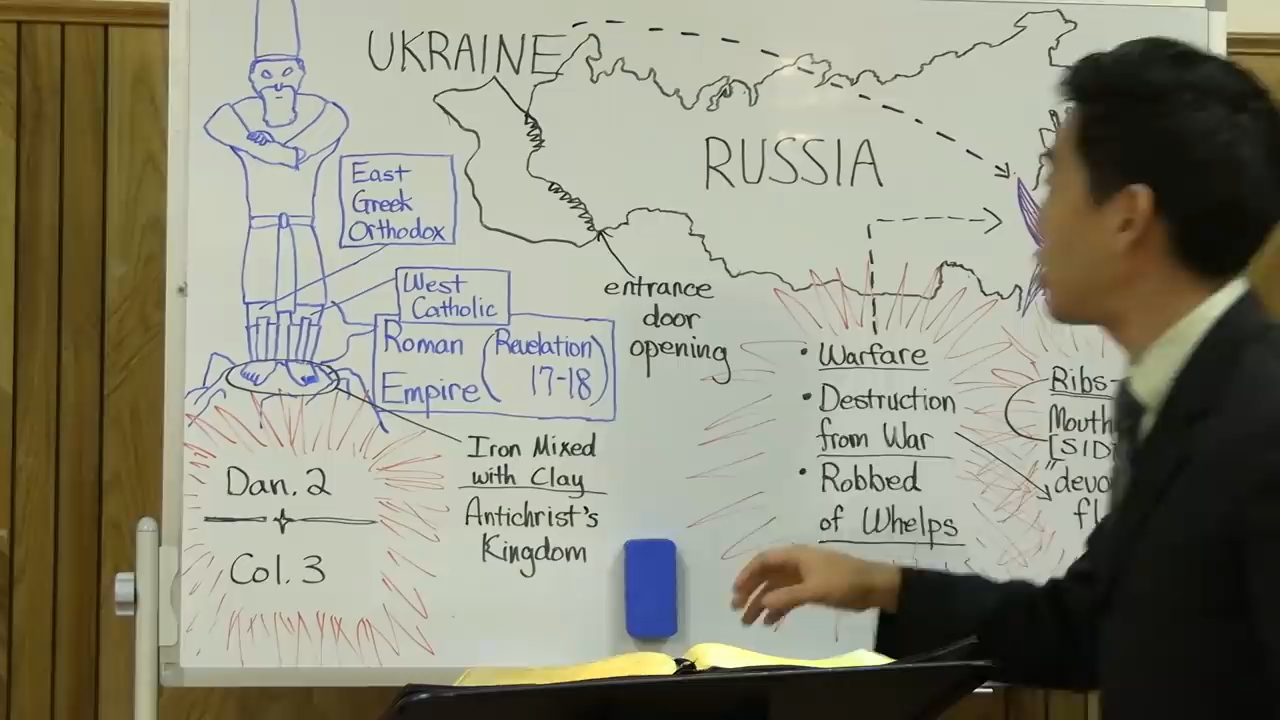 UKRAINE
RUSSIA
East
Greek
Orthodox
West
Catholic
Roman
Empire
(Revelation
17-18)
entrance
door
opening
Iron Mixed
with Clay
Antichrist's
Kingdom
Dan. 2
Col. 3
• Warfare
• Destruction
from War
• Robbed
of Whelps
Ribs-
Mouth